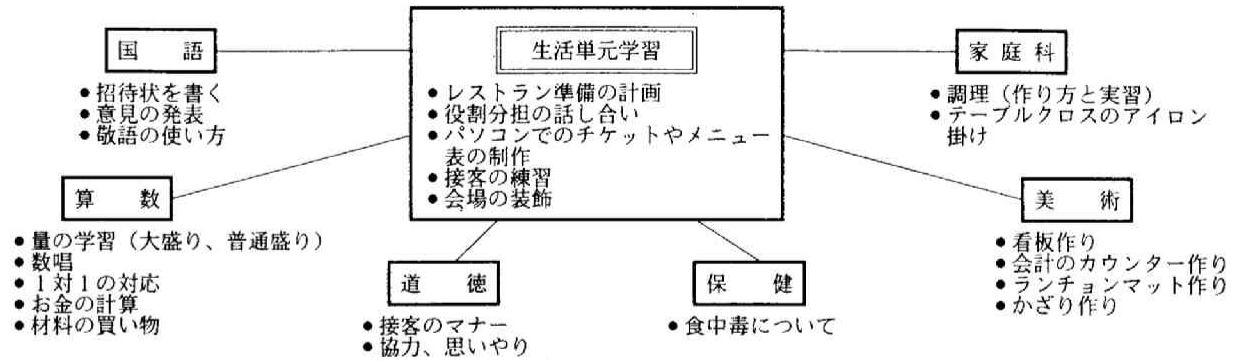 生活単元学習
● レストラン準備の計画
● 役割分担の話し合い
● パソコンでのチケットやメニュー
表の制作
● 接客の練習
● 会場の装飾
国 語
● 招待状を書く
● 意見の発表
● 敬語の使い方
家庭科
● 調理（作り方と実習）
● テーブルクロスのアイロン
掛け
算 数
● 量の学習（大盛り、普通盛り）
● 数唱
● 1対1の対応
● お金の計算
● 材料の買い物
美 術
● 看板作り
● 会計のカウンター作り
● ランチョンマット作り
● かざり作り
道 徳
● 接客のマナー
● 協力、思いやり
保 健
● 食中毒について